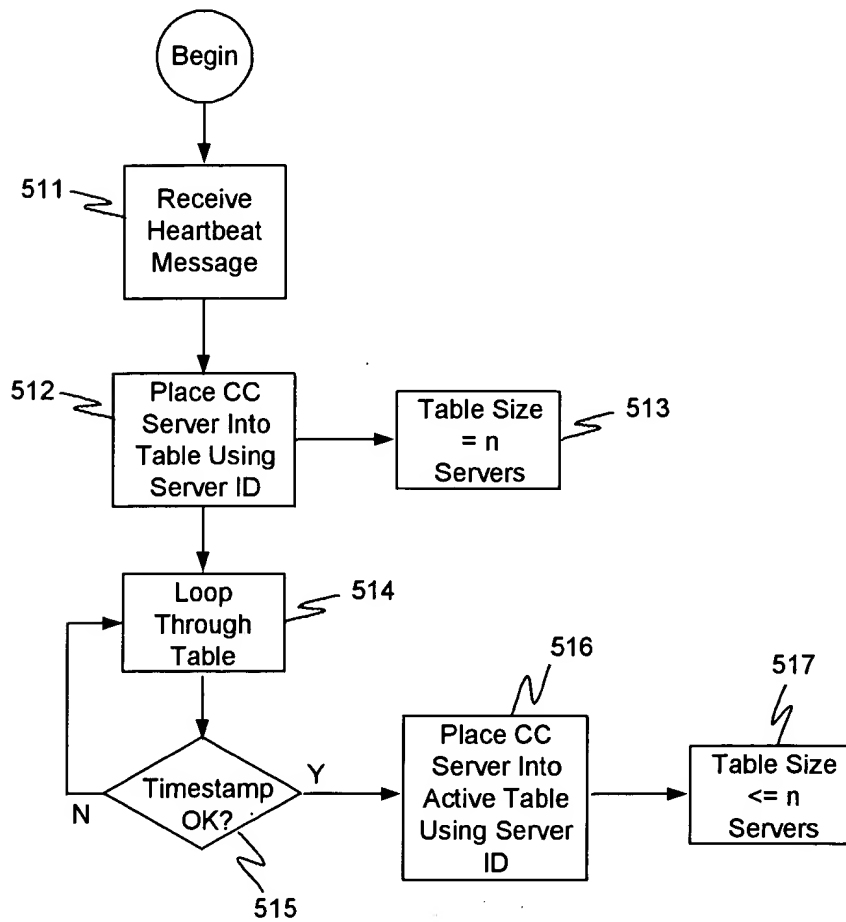 Begin
511
Receive
Heartbeat
Message
512
Place CC
Server Into
Table Using
Server ID
Table Size
= n
Servers
513
Loop
Through
Table
514
Timestamp
OK?
N
Y
515
516
Place CC
Server Into
Active Table
Using Server
ID
517
Table Size
<= n
Servers